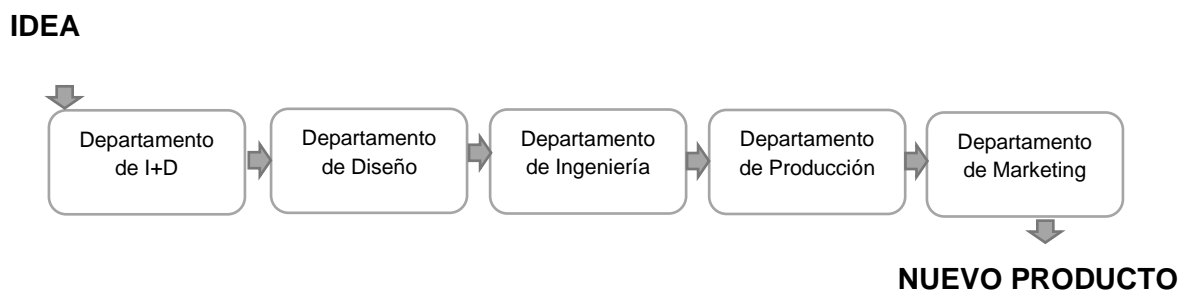 IDEA
Departamento
de I+D
Departamento
de Diseño
Departamento
de Ingeniería
Departamento
de Producción
Departamento
de Marketing
NUEVO PRODUCTO